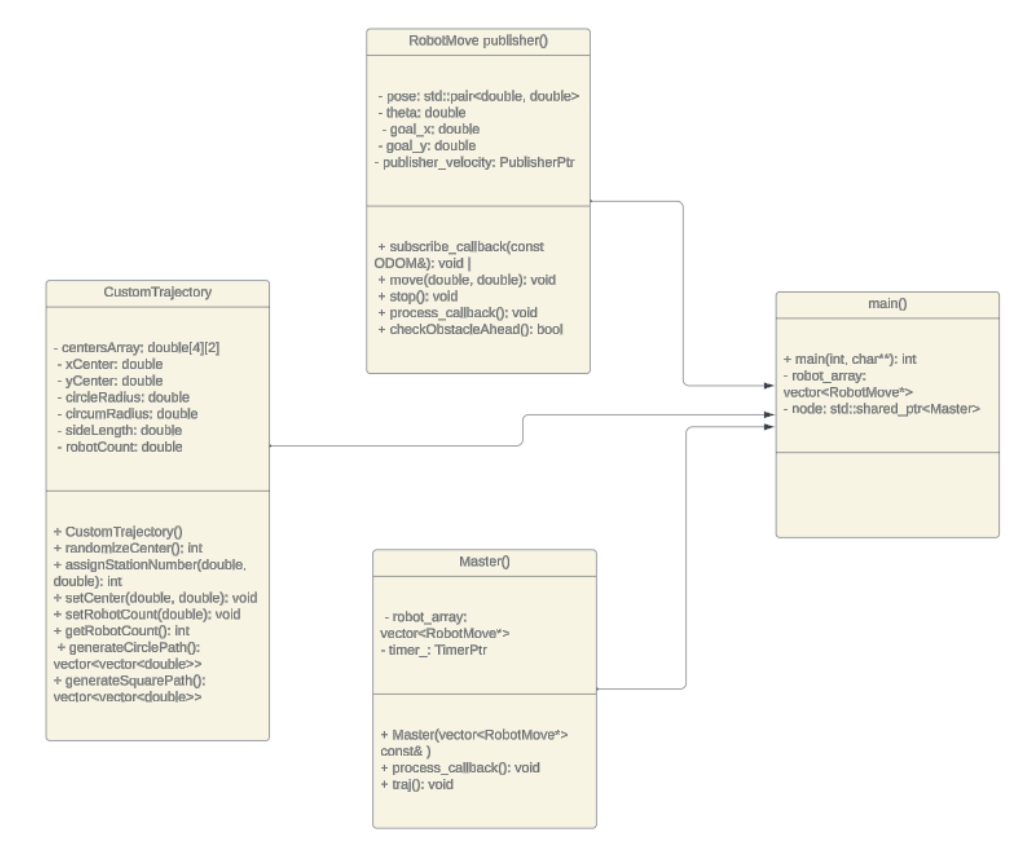 RobotMove publisher()
- pose: std::pair<double, double>
- theta: double
- goal_x: double
- goal_y: double
- publisher_velocity: PublisherPtr
+ subscribe_callback(const
ODOM&): void |
+ move(double, double): void
+ stop(): void
+ process_callback(): void
+ checkObstacleAhead(): bool
CustomTrajectory
- centersArray: double[4][2]
- xCenter: double
- yCenter: double
- circleRadius: double
- circumRadius: double
- sideLength: double
- robotCount: double
+ CustomTrajectory()
+ randomizeCenter(): int
+ assignStationNumber(double,
double): int
+ setCenter(double, double): void
+ setRobotCount(double): void
+ getRobotCount(): int
+ generateCirclePath():
vector<vector<double>>
+ generateSquarePath():
vector<vector<double>>
main()
+ main(int, char**): int
- robot_array:
vector<RobotMove*>
- node: std::shared_ptr<Master>
Master()
- robot_array:
vector<RobotMove*>
- timer_: TimerPtr
+ Master(vector<RobotMove*>
const& )
+ process_callback(): void
+ traj(): void